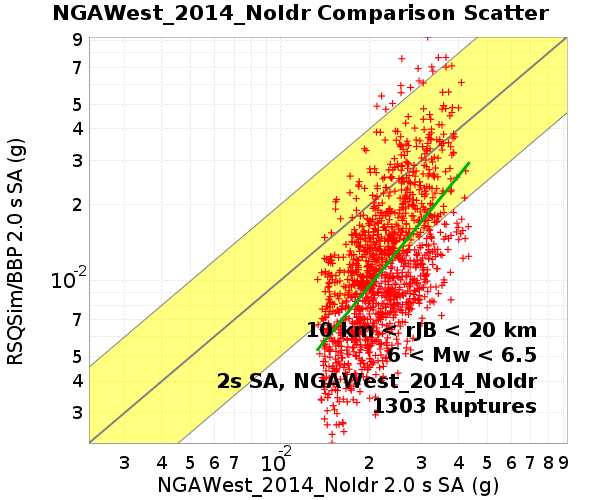 NGAWest_2014_NoIdr Comparison Scatter
9
7
5
4
3
2
10-2
7
5
4
3
RSQSim/BBP 2.0 s SA (g)
10 km < rJB < 20 km
6 < Mw < 6.5
2s SA, NGAWest_2014_NoIdr
1303 Ruptures
3 4 5 6 7 10-2 2 3 4 5 6 7 8 9
NGAWest_2014_NoIdr 2.0 s SA (g)